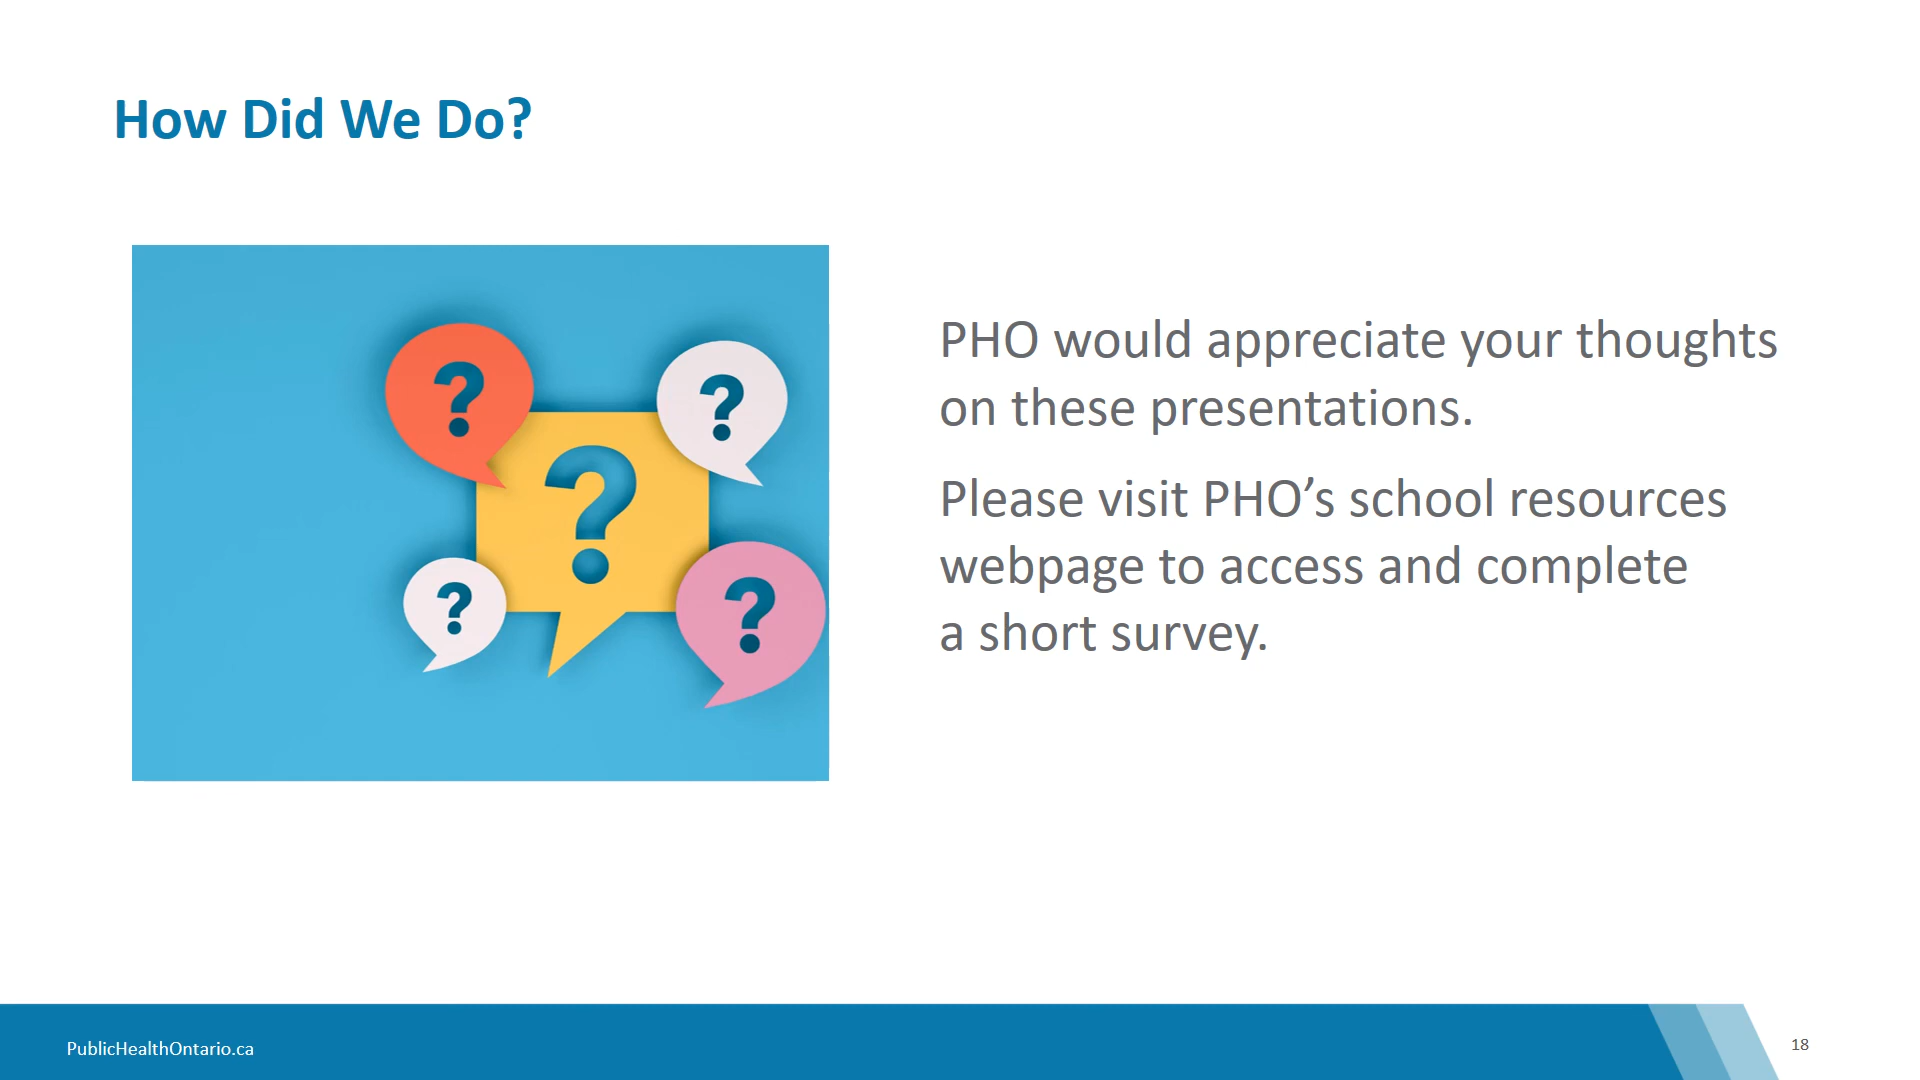 How Did We Do?
?
?
?
?
?
PHO would appreciate your thoughts
on these presentations.
Please visit PHO’s school resources
webpage to access and complete
a short survey.
PublicHealthOntario.ca
18